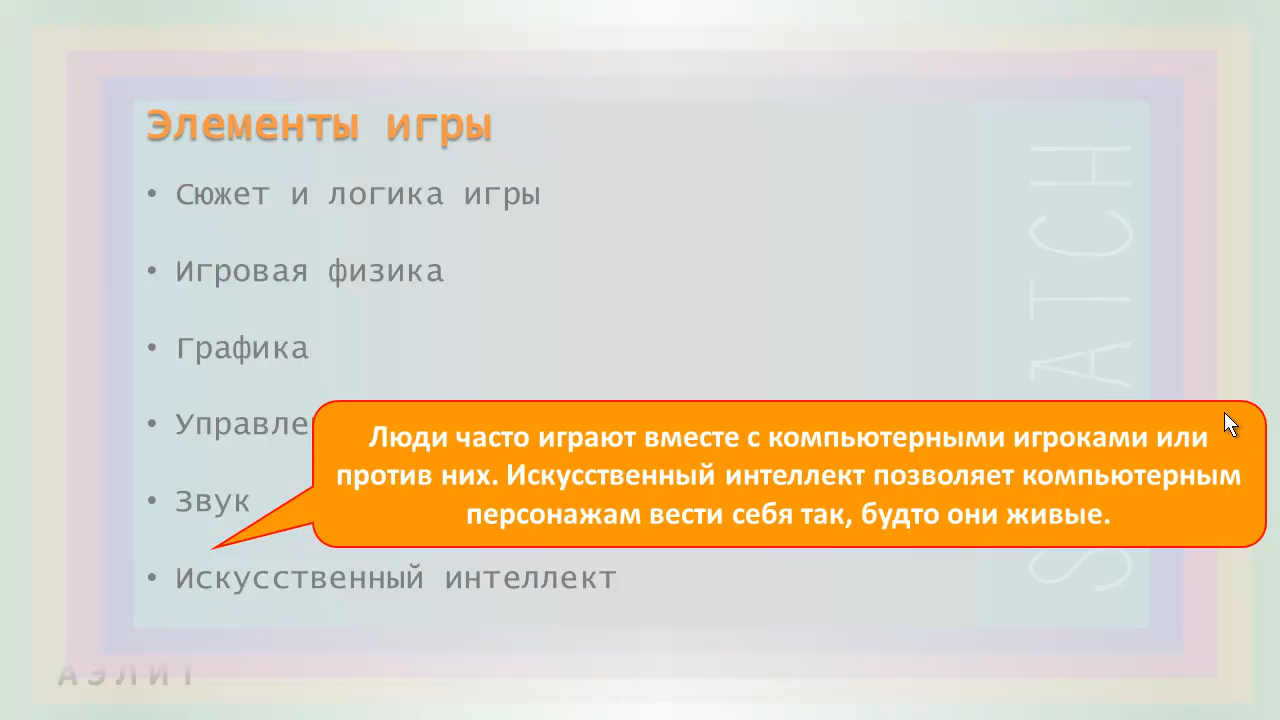 Элементы игры
• Сюжет и логика игры
• Игровая физика
• Графика
• Управле
• Звук
Люди часто играют вместе с компьютерными игроками или
против них. Искусственный интеллект позволяет компьютерным
персонажам вести себя так, будто они живые.
• Искусственный интеллект
АЭЛИТ